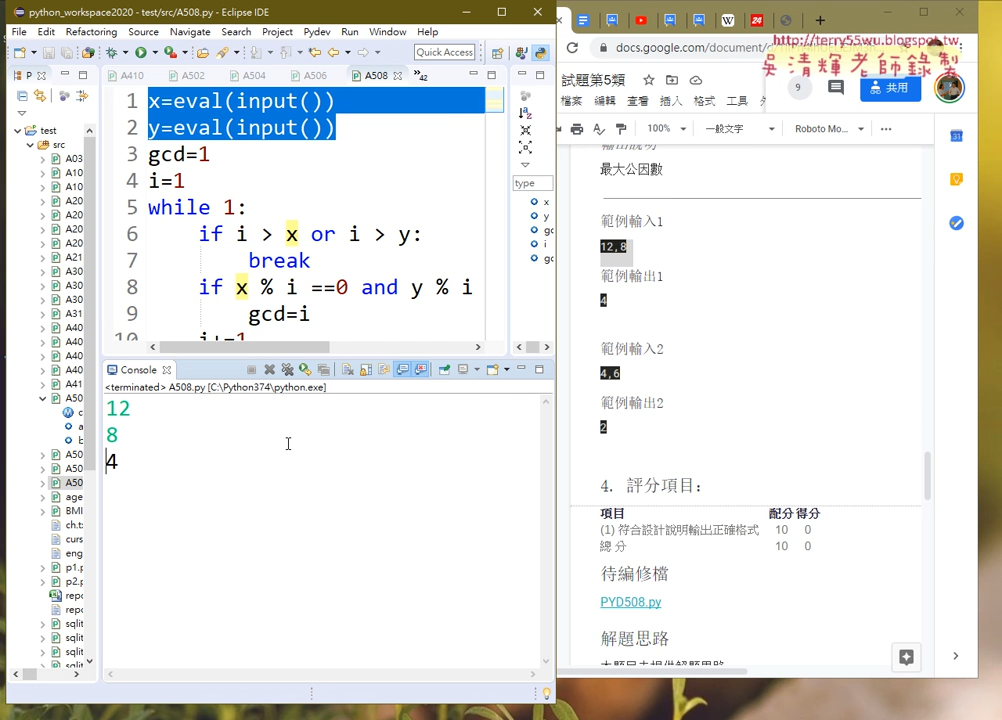 python_workspace2020 - test/src/A508.py - Eclipse IDE
File Edit Refactoring Source Navigate Search Project Pydev Run Window Help
Quick Access
P
A410 A502 A504 A506 A508 42
1 x=eval(input())
2 y=eval(input())
3 gcd=1
4 i=1
5 while 1:
6 if i > x or i > y:
7 break
8 if x % i ==0 and y % i
9 gcd=i
10 i+=1
test
src
A03
A10
A10
A20
A20
A20
A20
A21
A30
A30
A30
A31
A40
A40
A40
A40
A41
A50
c
a
b
A50
A50
A50
age
BMI
ch.t
curs
eng
p1.p
p2.p
repo
repo
sqlit
sqlit
sqlit
sqlit
type
x
y
gc
i
gc
Console
<terminated> A508.py [C:\Python374\python.exe]
12
8
4
docs.google.com/document/
http://terry55wu.blogspot.tw
吳清輝老師錄製
試題第5類
9
共用
檔案 編輯 查看 插入 格式 工具
100% 一般文字 Roboto Mo... ...
輸出說明
最大公因數
範例輸入1
12,8
範例輸出1
4
範例輸入2
4,6
範例輸出2
2
4. 評分項目:
項目 配分 得分
(1) 符合設計說明輸出正確格式 10 0
總 分 10 0
待編修檔
PYD508.py
解題思路